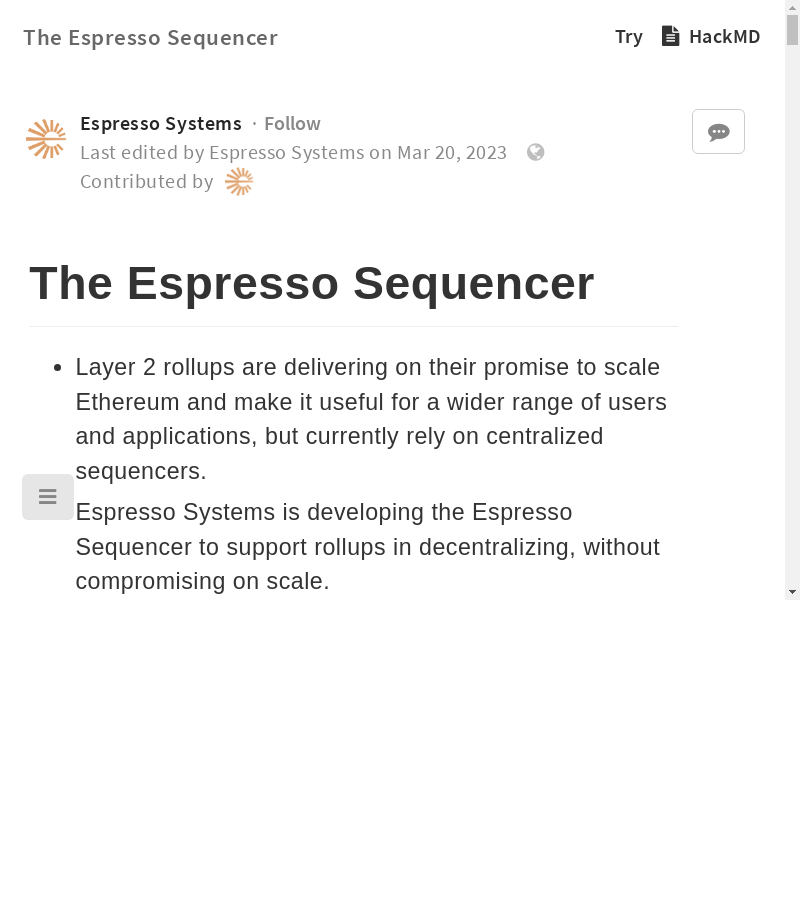 The Espresso Sequencer
Try HackMD
Espresso Systems · Follow
Last edited by Espresso Systems on Mar 20, 2023
Contributed by
The Espresso Sequencer
• Layer 2 rollups are delivering on their promise to scale
Ethereum and make it useful for a wider range of users
and applications, but currently rely on centralized
sequencers.
Espresso Systems is developing the Espresso
Sequencer to support rollups in decentralizing, without
compromising on scale.